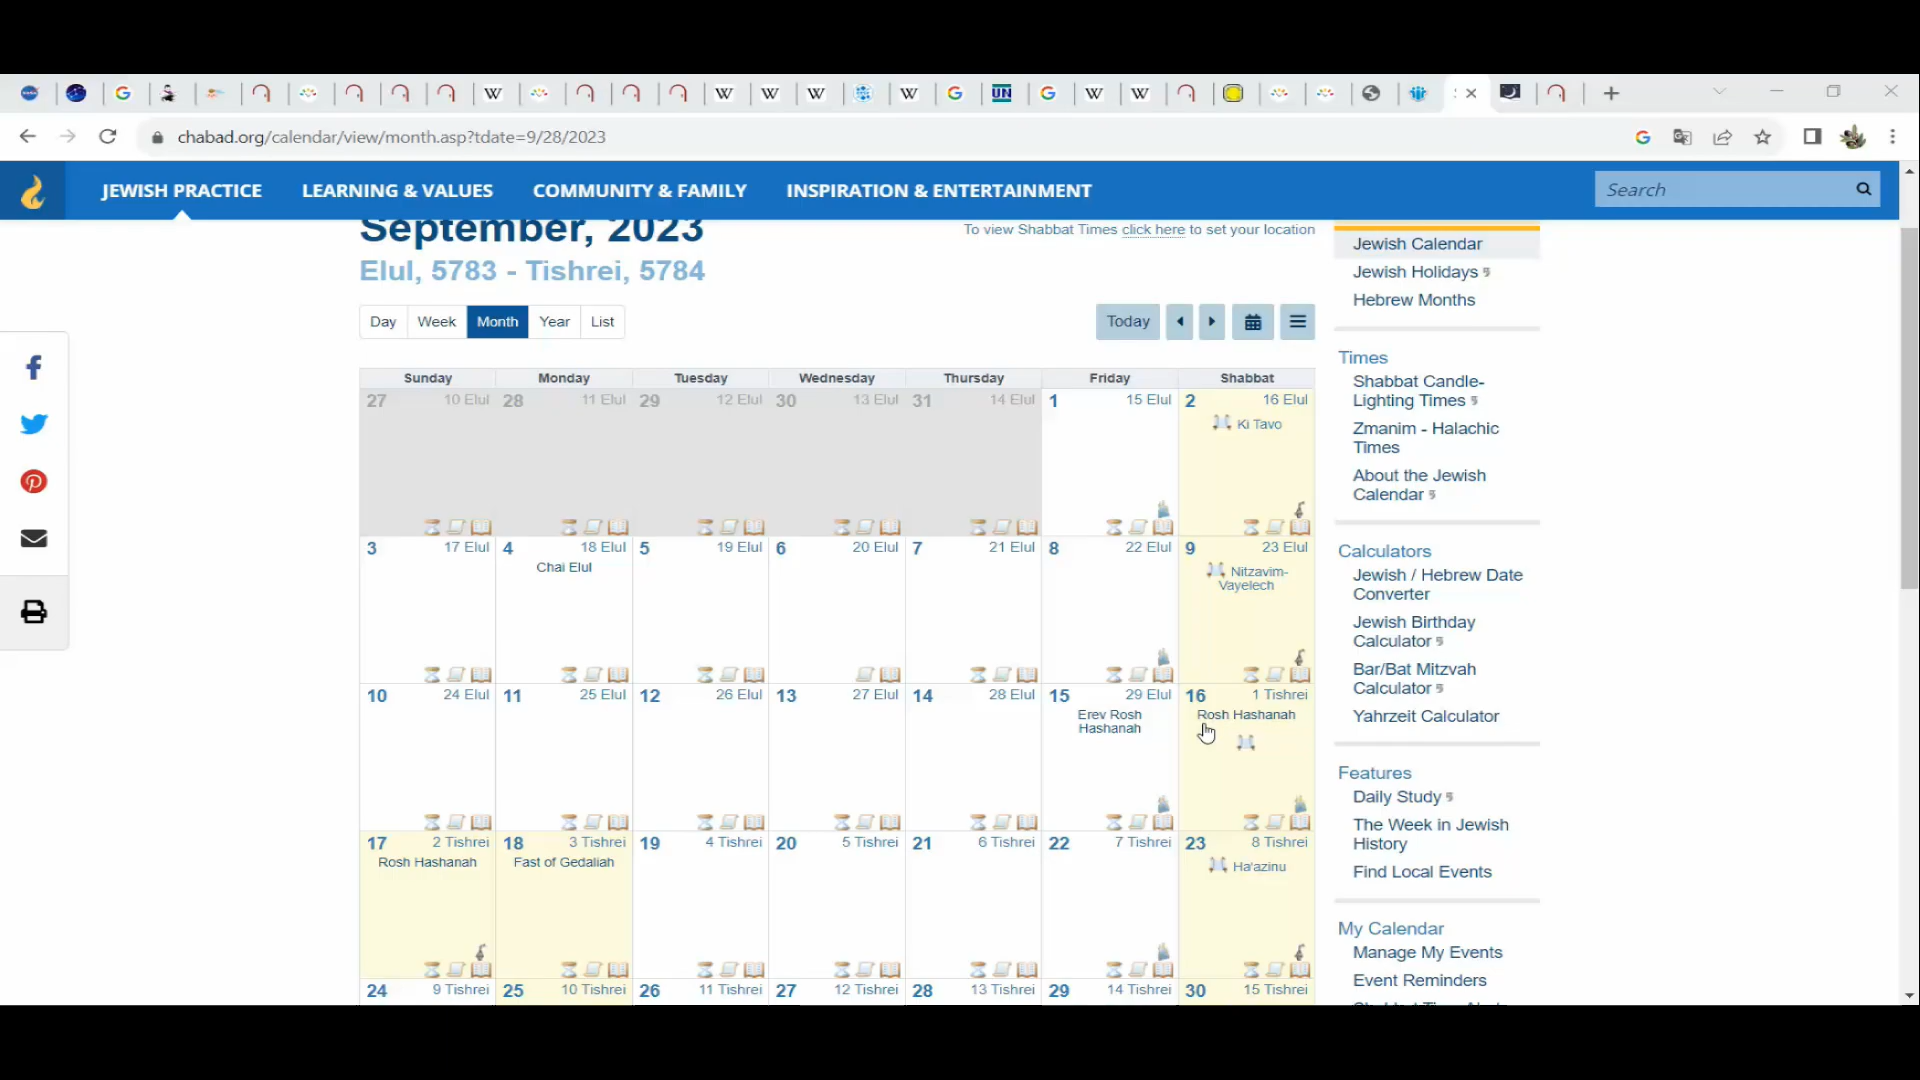 chabad.org/calendar/view/month.asp?tdate=9/28/2023
JEWISH PRACTICE LEARNING & VALUES COMMUNITY & FAMILY INSPIRATION & ENTERTAINMENT Search
September, 2023
To view Shabbat Times click here to set your location
Elul, 5783 - Tishrei, 5784
Day Week Month Year List Today
Sunday Monday Tuesday Wednesday Thursday Friday Shabbat
27 10 Elul 28 11 Elul 29 12 Elul 30 13 Elul 31 14 Elul 1 15 Elul 2 16 Elul
Ki Tavo
3 17 Elul 4 18 Elul 5 19 Elul 6 20 Elul 7 21 Elul 8 22 Elul 9 23 Elul
Chai Elul Nitzavim-
Vayelech
10 24 Elul 11 25 Elul 12 26 Elul 13 27 Elul 14 28 Elul 15 29 Elul 16 1 Tishrei
Erev Rosh Rosh Hashanah
Hashanah
17 2 Tishrei 18 3 Tishrei 19 4 Tishrei 20 5 Tishrei 21 6 Tishrei 22 7 Tishrei 23 8 Tishrei
Rosh Hashanah Fast of Gedaliah Ha'azinu
24 9 Tishrei 25 10 Tishrei 26 11 Tishrei 27 12 Tishrei 28 13 Tishrei 29 14 Tishrei 30 15 Tishrei
Jewish Calendar
Jewish Holidays
Hebrew Months
Times
Shabbat Candle-
Lighting Times
Zmanim - Halachic
Times
About the Jewish
Calendar
Calculators
Jewish / Hebrew Date
Converter
Jewish Birthday
Calculator
Bar/Bat Mitzvah
Calculator
Yahrzeit Calculator
Features
Daily Study
The Week in Jewish
History
Find Local Events
My Calendar
Manage My Events
Event Reminders